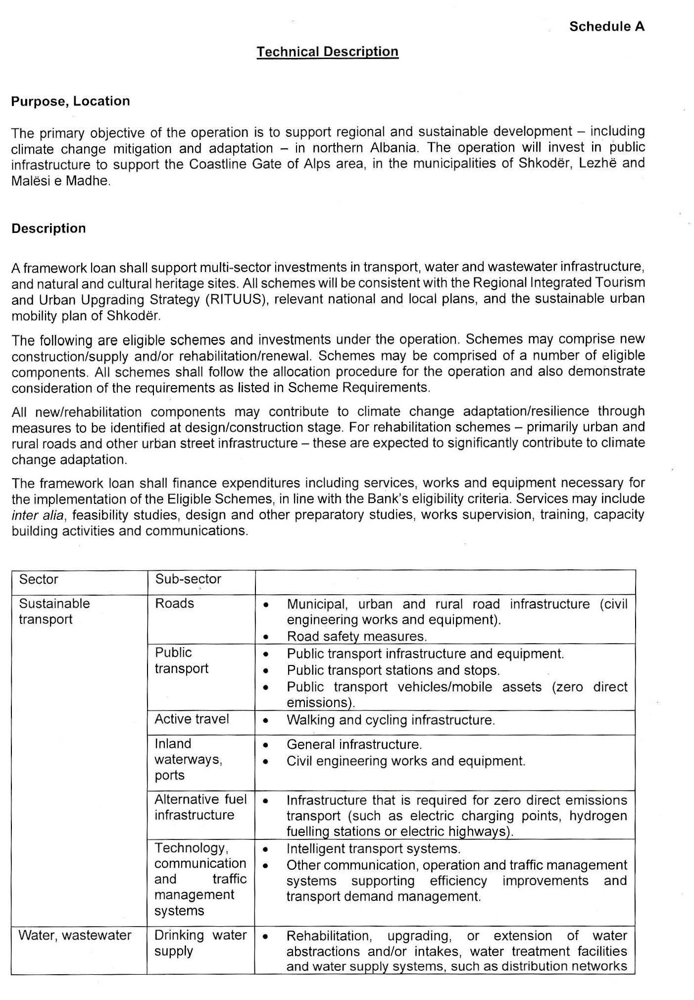 Schedule A
Technical Description
Purpose, Location
The primary objective of the operation is to support regional and sustainable development – including
climate change mitigation and adaptation – in northern Albania. The operation will invest in public
infrastructure to support the Coastline Gate of Alps area, in the municipalities of Shkodër, Lezhë and
Malësi e Madhe.
Description
A framework loan shall support multi-sector investments in transport, water and wastewater infrastructure,
and natural and cultural heritage sites. All schemes will be consistent with the Regional Integrated Tourism
and Urban Upgrading Strategy (RITUUS), relevant national and local plans, and the sustainable urban
mobility plan of Shkodër.
The following are eligible schemes and investments under the operation. Schemes may comprise new
construction/supply and/or rehabilitation/renewal. Schemes may be comprised of a number of eligible
components. All schemes shall follow the allocation procedure for the operation and also demonstrate
consideration of the requirements as listed in Scheme Requirements.
All new/rehabilitation components may contribute to climate change adaptation/resilience through
measures to be identified at design/construction stage. For rehabilitation schemes – primarily urban and
rural roads and other urban street infrastructure – these are expected to significantly contribute to climate
change adaptation.
The framework loan shall finance expenditures including services, works and equipment necessary for
the implementation of the Eligible Schemes, in line with the Bank's eligibility criteria. Services may include
inter alia, feasibility studies, design and other preparatory studies, works supervision, training, capacity
building activities and communications.
Sector
Sub-sector
Sustainable
transport
Roads
• Municipal, urban and rural road infrastructure (civil
engineering works and equipment).
• Road safety measures.
Public
transport
• Public transport infrastructure and equipment.
• Public transport stations and stops.
• Public transport vehicles/mobile assets (zero direct
emissions).
Active travel
• Walking and cycling infrastructure.
Inland
waterways,
ports
• General infrastructure.
• Civil engineering works and equipment.
Alternative fuel
infrastructure
• Infrastructure that is required for zero direct emissions
transport (such as electric charging points, hydrogen
fuelling stations or electric highways).
Technology,
communication
and traffic
management
systems
• Intelligent transport systems.
• Other communication, operation and traffic management
systems supporting efficiency improvements and
transport demand management.
Water, wastewater
Drinking water
supply
• Rehabilitation, upgrading, or extension of water
abstractions and/or intakes, water treatment facilities
and water supply systems, such as distribution networks